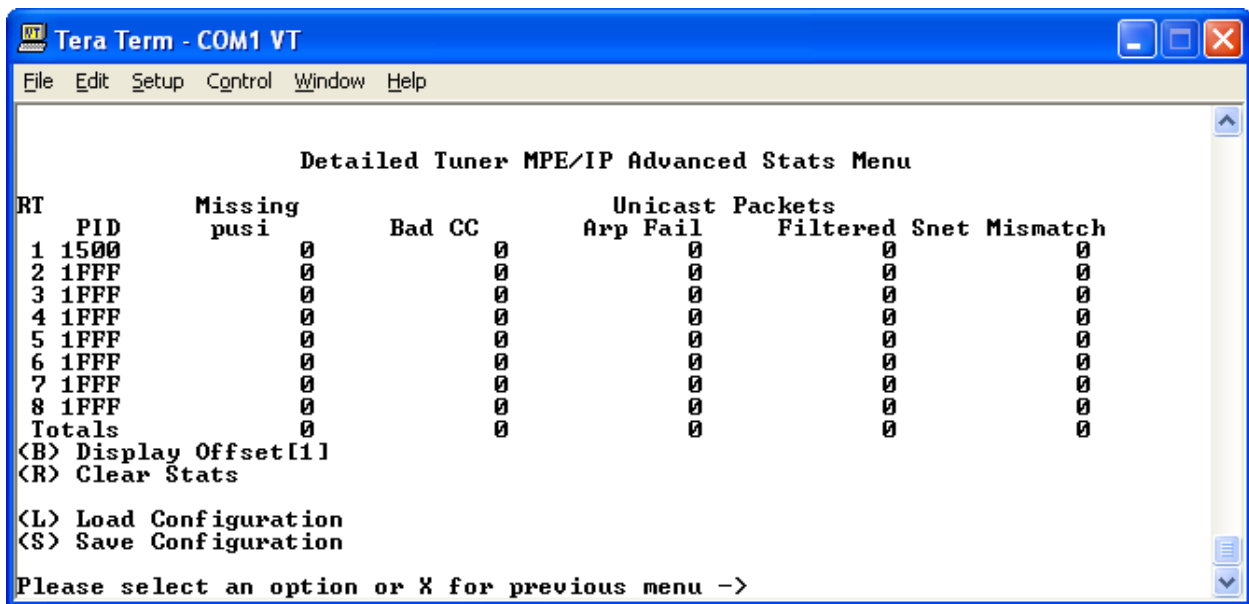 Tera Term - COM1 VT
File Edit Setup Control Window Help
Detailed Tuner MPE/IP Advanced Stats Menu
RT Missing Unicast Packets
PID pusi Bad CC Arp Fail Filtered Snet Mismatch
1 1500 0 0 0 0 0
2 1FFF 0 0 0 0 0
3 1FFF 0 0 0 0 0
4 1FFF 0 0 0 0 0
5 1FFF 0 0 0 0 0
6 1FFF 0 0 0 0 0
7 1FFF 0 0 0 0 0
8 1FFF 0 0 0 0 0
Totals 0 0 0 0 0
(B) Display Offset[1]
(R) Clear Stats
(L) Load Configuration
(S) Save Configuration
Please select an option or X for previous menu ->